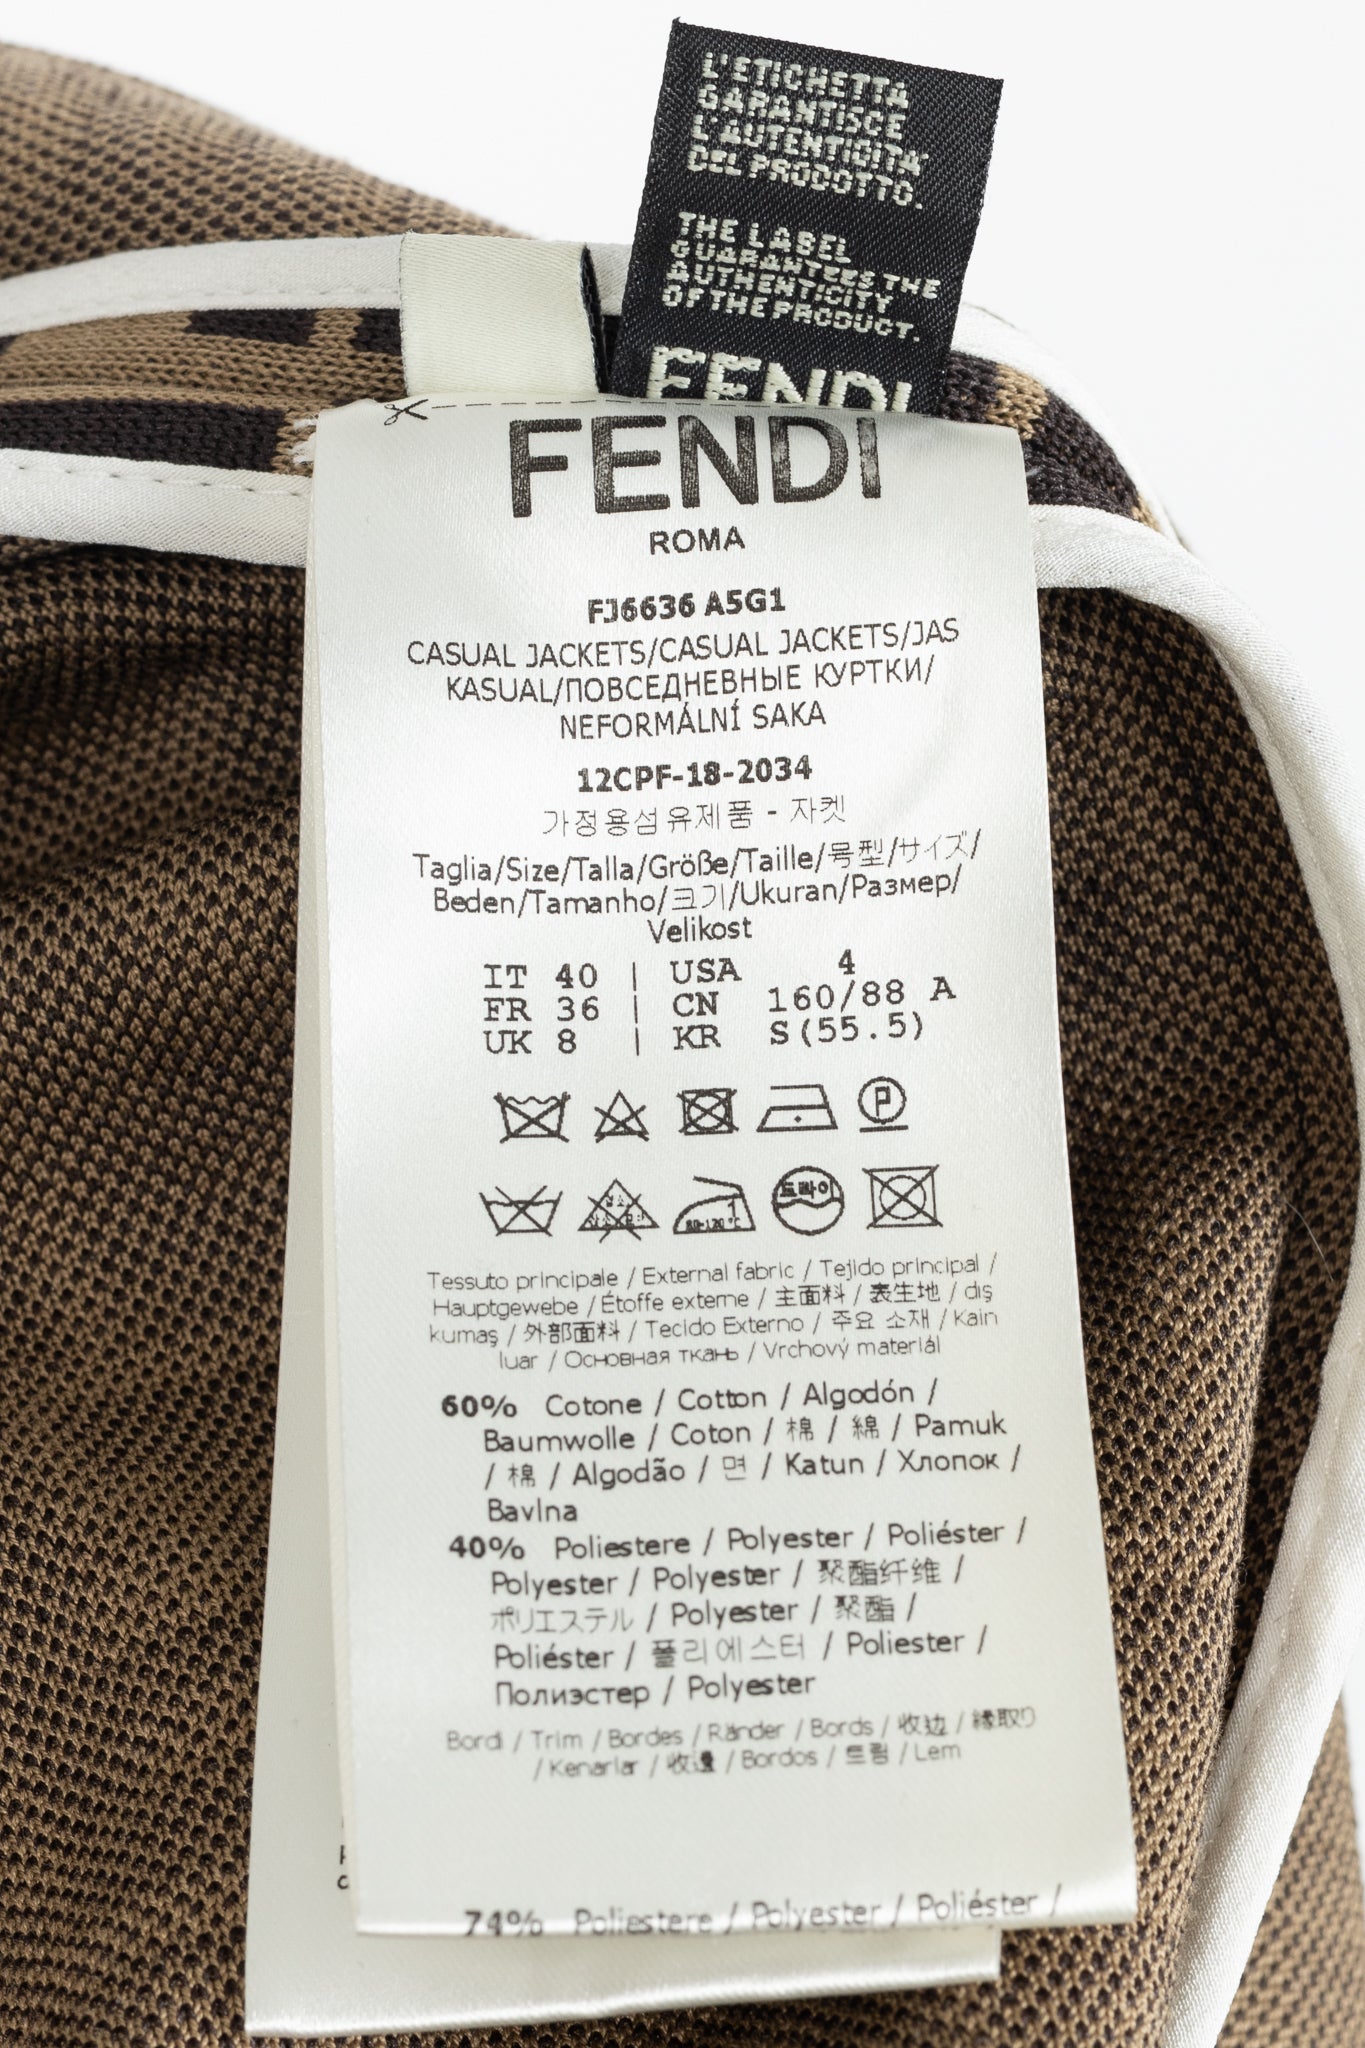 L'ETICHETTA
GARANTISCE
L'AUTENTICITA'
DEL PRODOTTO.
THE LABEL
GUARANTEES THE
AUTHENTICITY
OF THE PRODUCT.
FENDI
FENDI
ROMA
FJ6636 A5G1
CASUAL JACKETS/CASUAL JACKETS/JAS
KASUAL/ПОВСЕДНЕВНЫЕ КУРТКИ/
NEFORMÁLNÍ SAKA
12CPF-18-2034
가정용섬유제품 - 자켓
Taglia/Size/Talla/Größe/Taille/号型/サイズ/
Beden/Tamanho/크기/Ukuran/Размер/
Velikost
IT 40 | USA 4
FR 36 | CN 160/88 A
UK 8 | KR S(55.5)
P
80-120℃ 1 드라이
Tessuto principale / External fabric / Tejido principal /
Hauptgewebe / Étoffe externe / 主面料 / 表生地 / dış
kumaş / 外部面料 / Tecido Externo / 주요 소재 / Kain
luar / Основная ткань / Vrchový materiál
60% Cotone / Cotton / Algodón /
Baumwolle / Coton / 棉 / 綿 / Pamuk
/ 棉 / Algodão / 면 / Katun / Хлопок /
Bavlna
40% Poliestere / Polyester / Poliéster /
Polyester / Polyester / 聚酯纤维 /
ポリエステル / Polyester / 聚酯 /
Poliéster / 폴리에스터 / Poliester /
Полиэстер / Polyester
Bordi / Trim / Bordes / Ränder / Bords / 收边 / 縁取り
/ Kenarlar / 收邊 / Bordos / 트림 / Lem
74% Poliestere / Polyester / Poliéster /